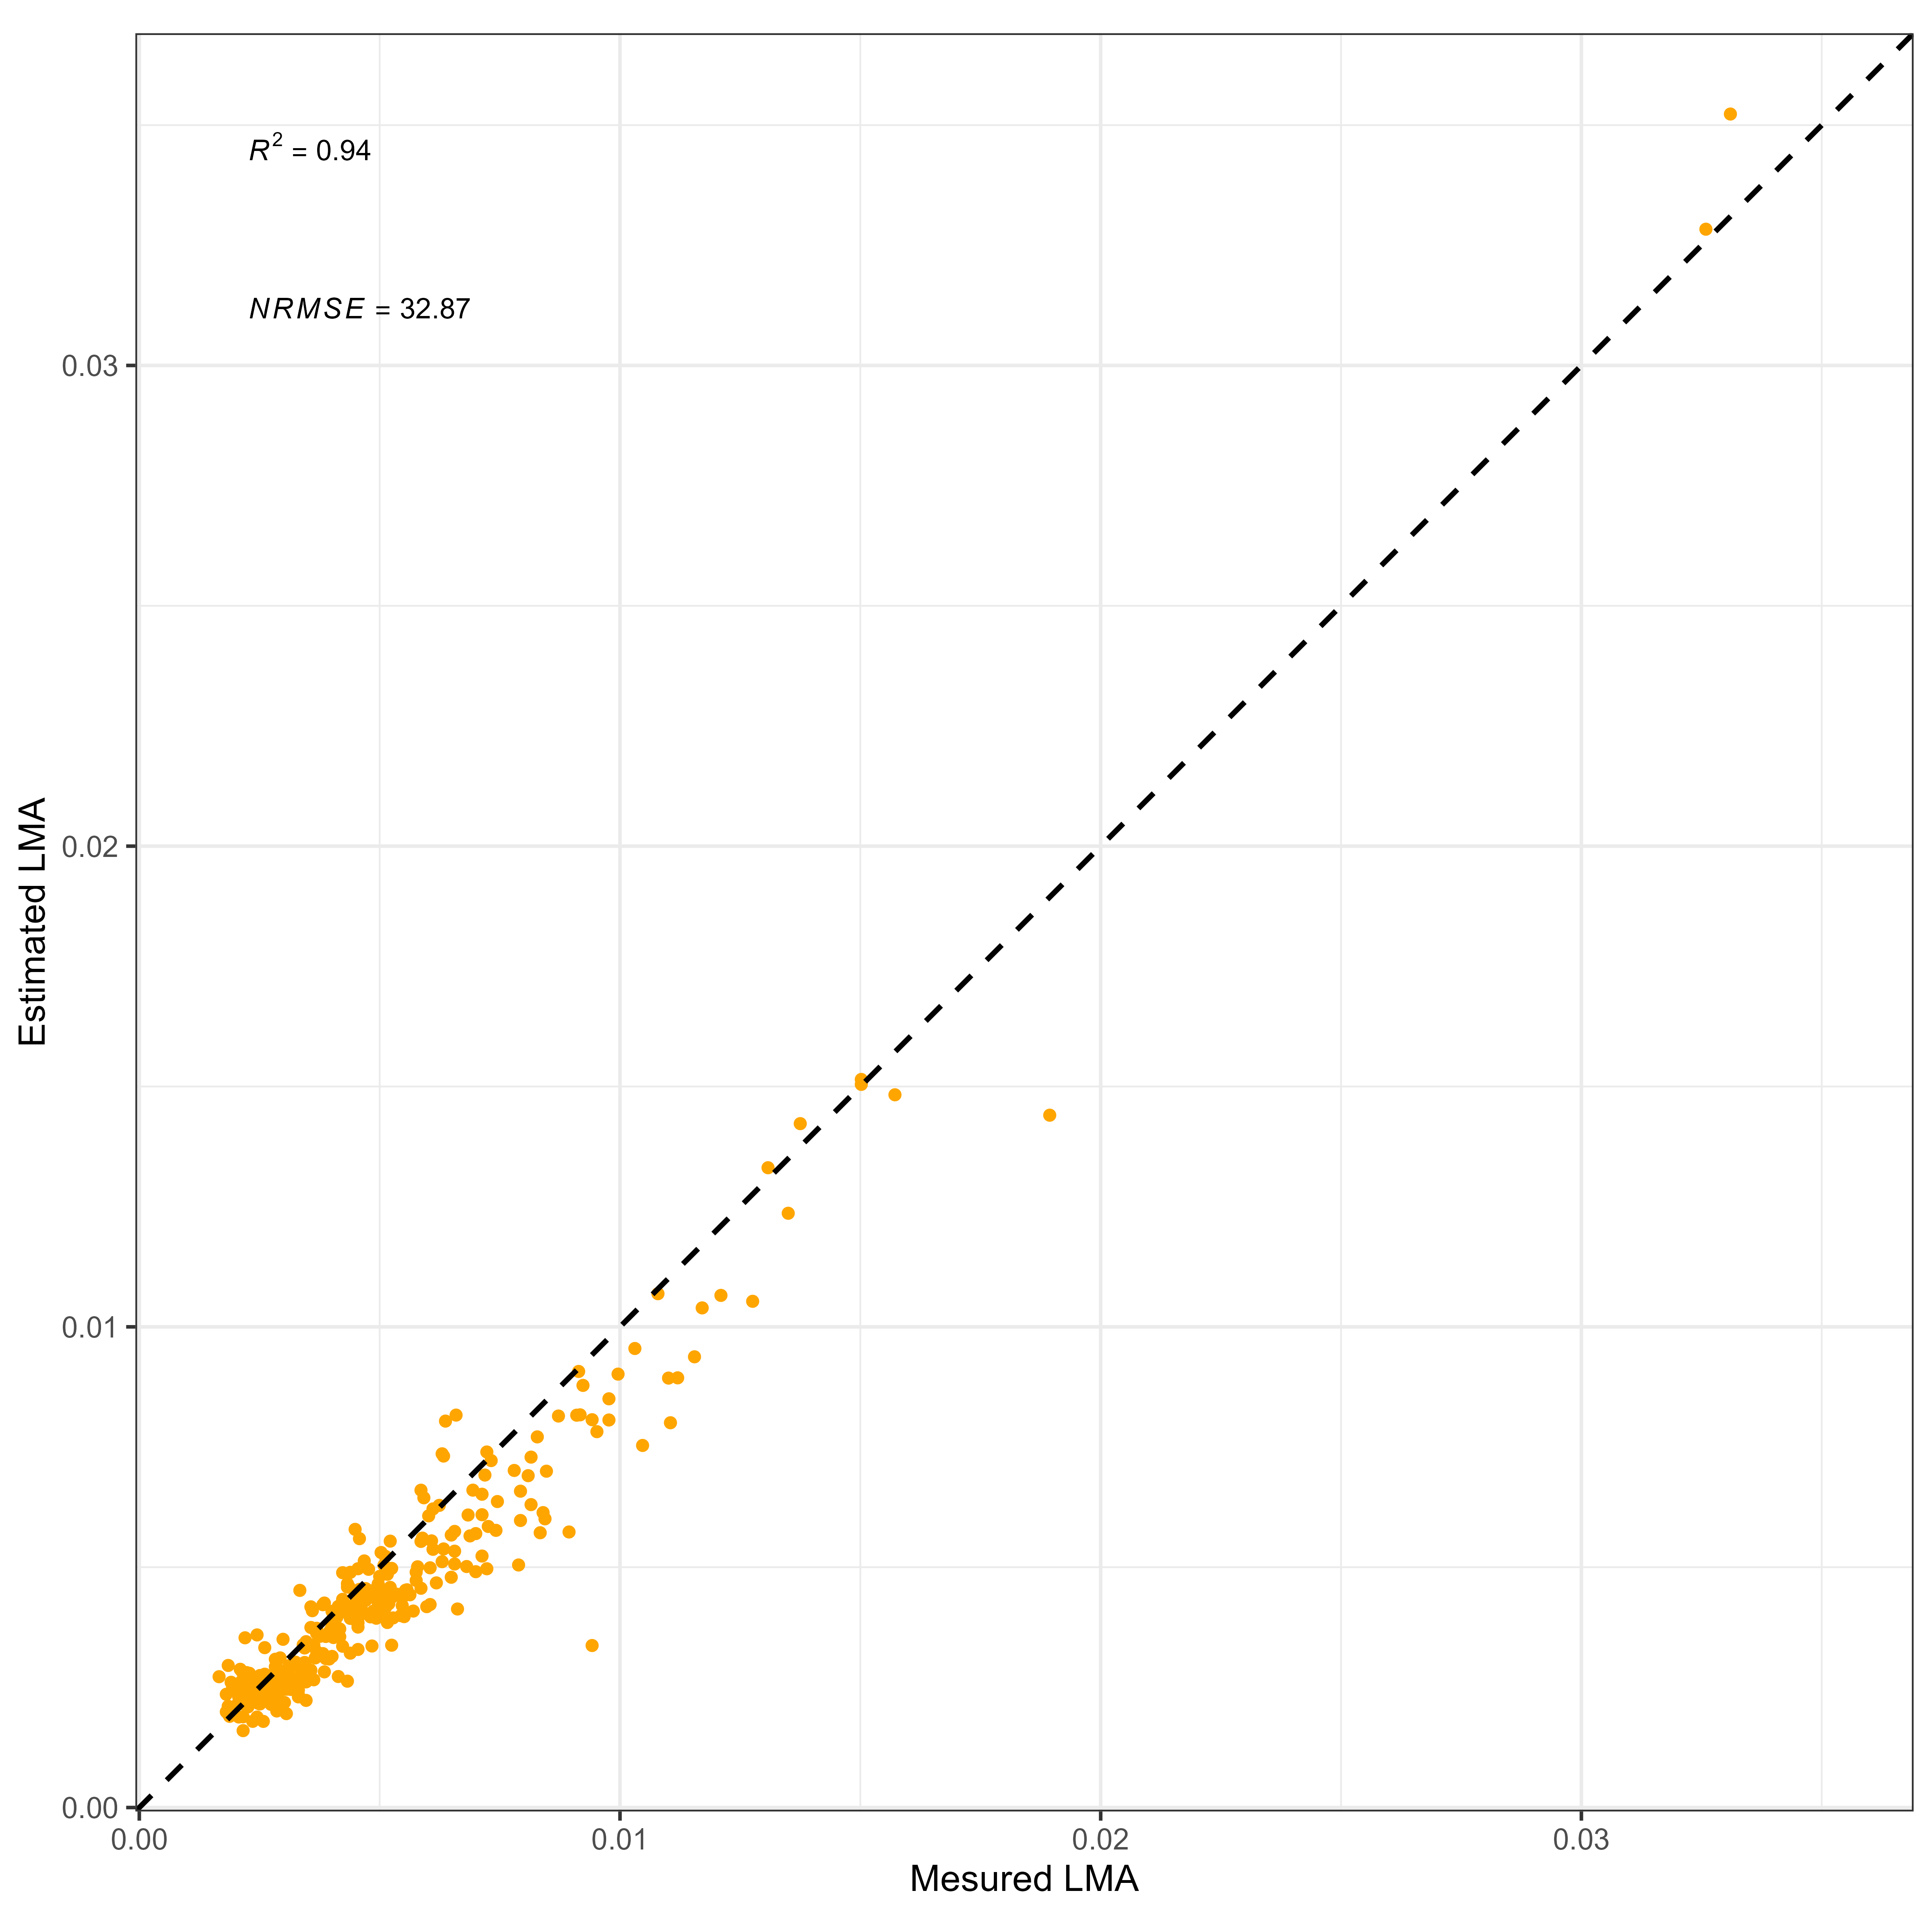 R² = 0.94
NRMSE = 32.87
0.03
0.02
0.01
0.00
Estimated LMA
0.00 0.01 0.02 0.03
Mesured LMA